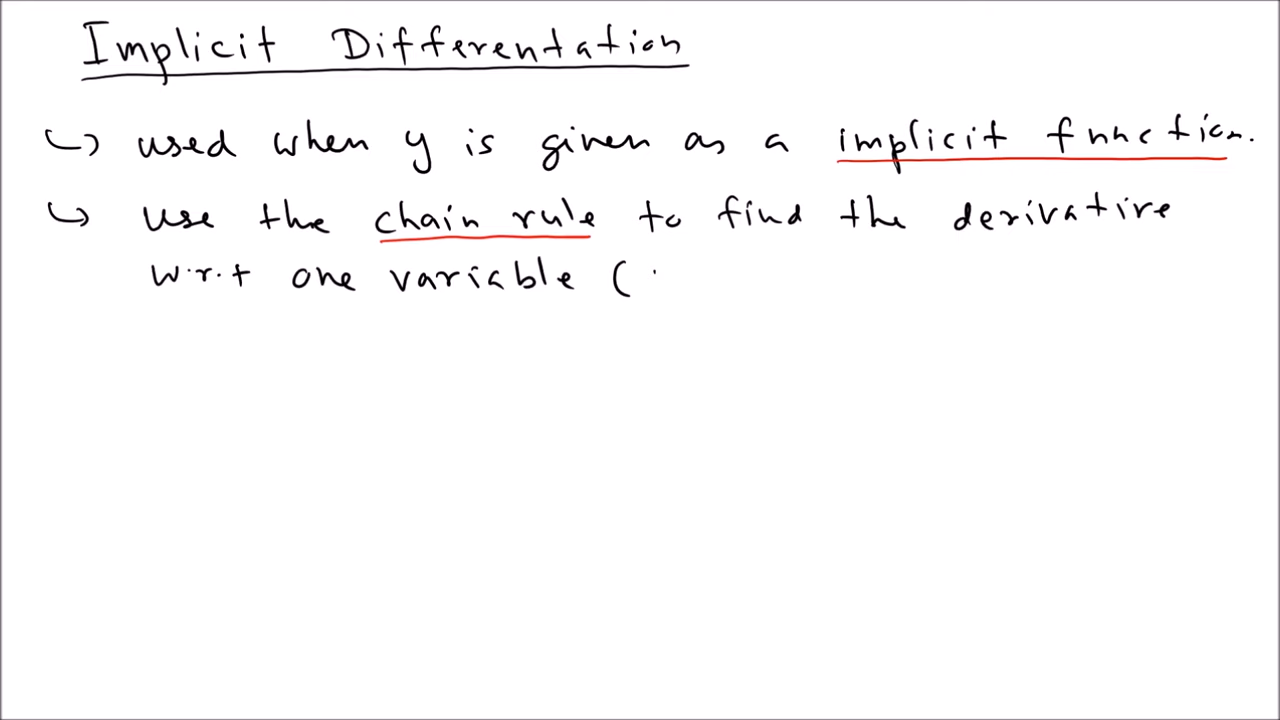 Implicit Differentation
↪ used when y is given as a implicit function.
↪ use the chain rule to find the derivative
w.r.t one variable (